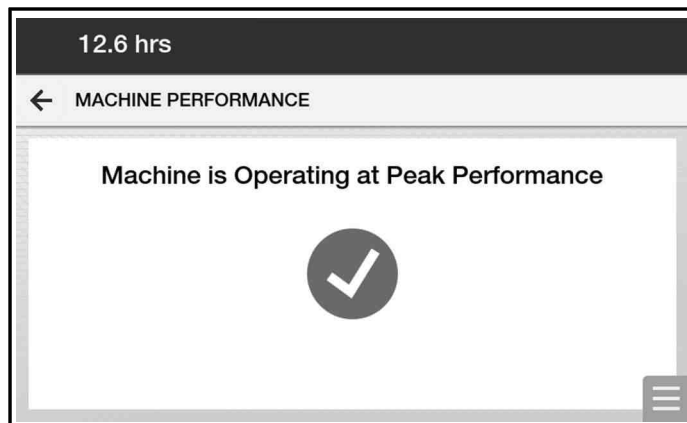 12.6 hrs
MACHINE PERFORMANCE
Machine is Operating at Peak Performance